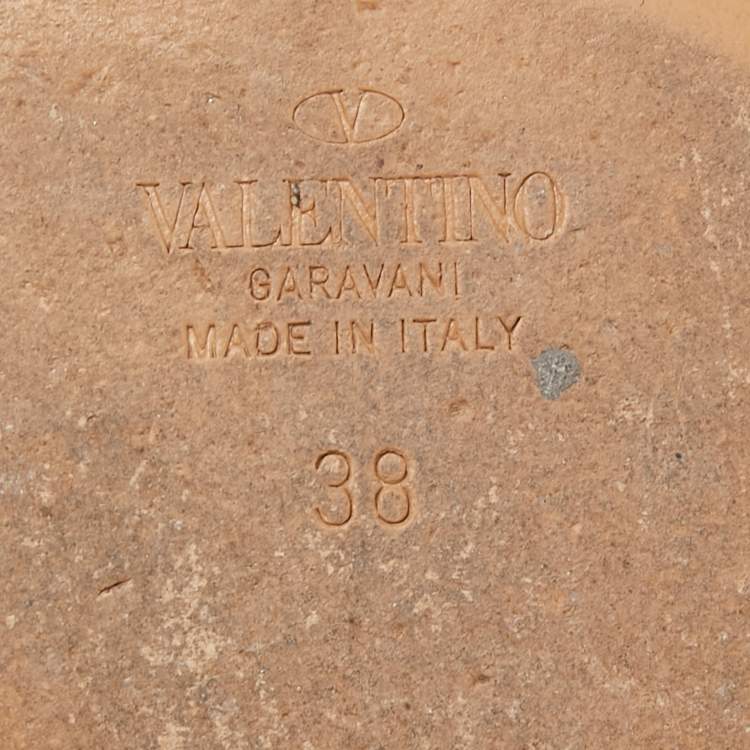 V
VALENTINO
GARAVANI
MADE IN ITALY
38